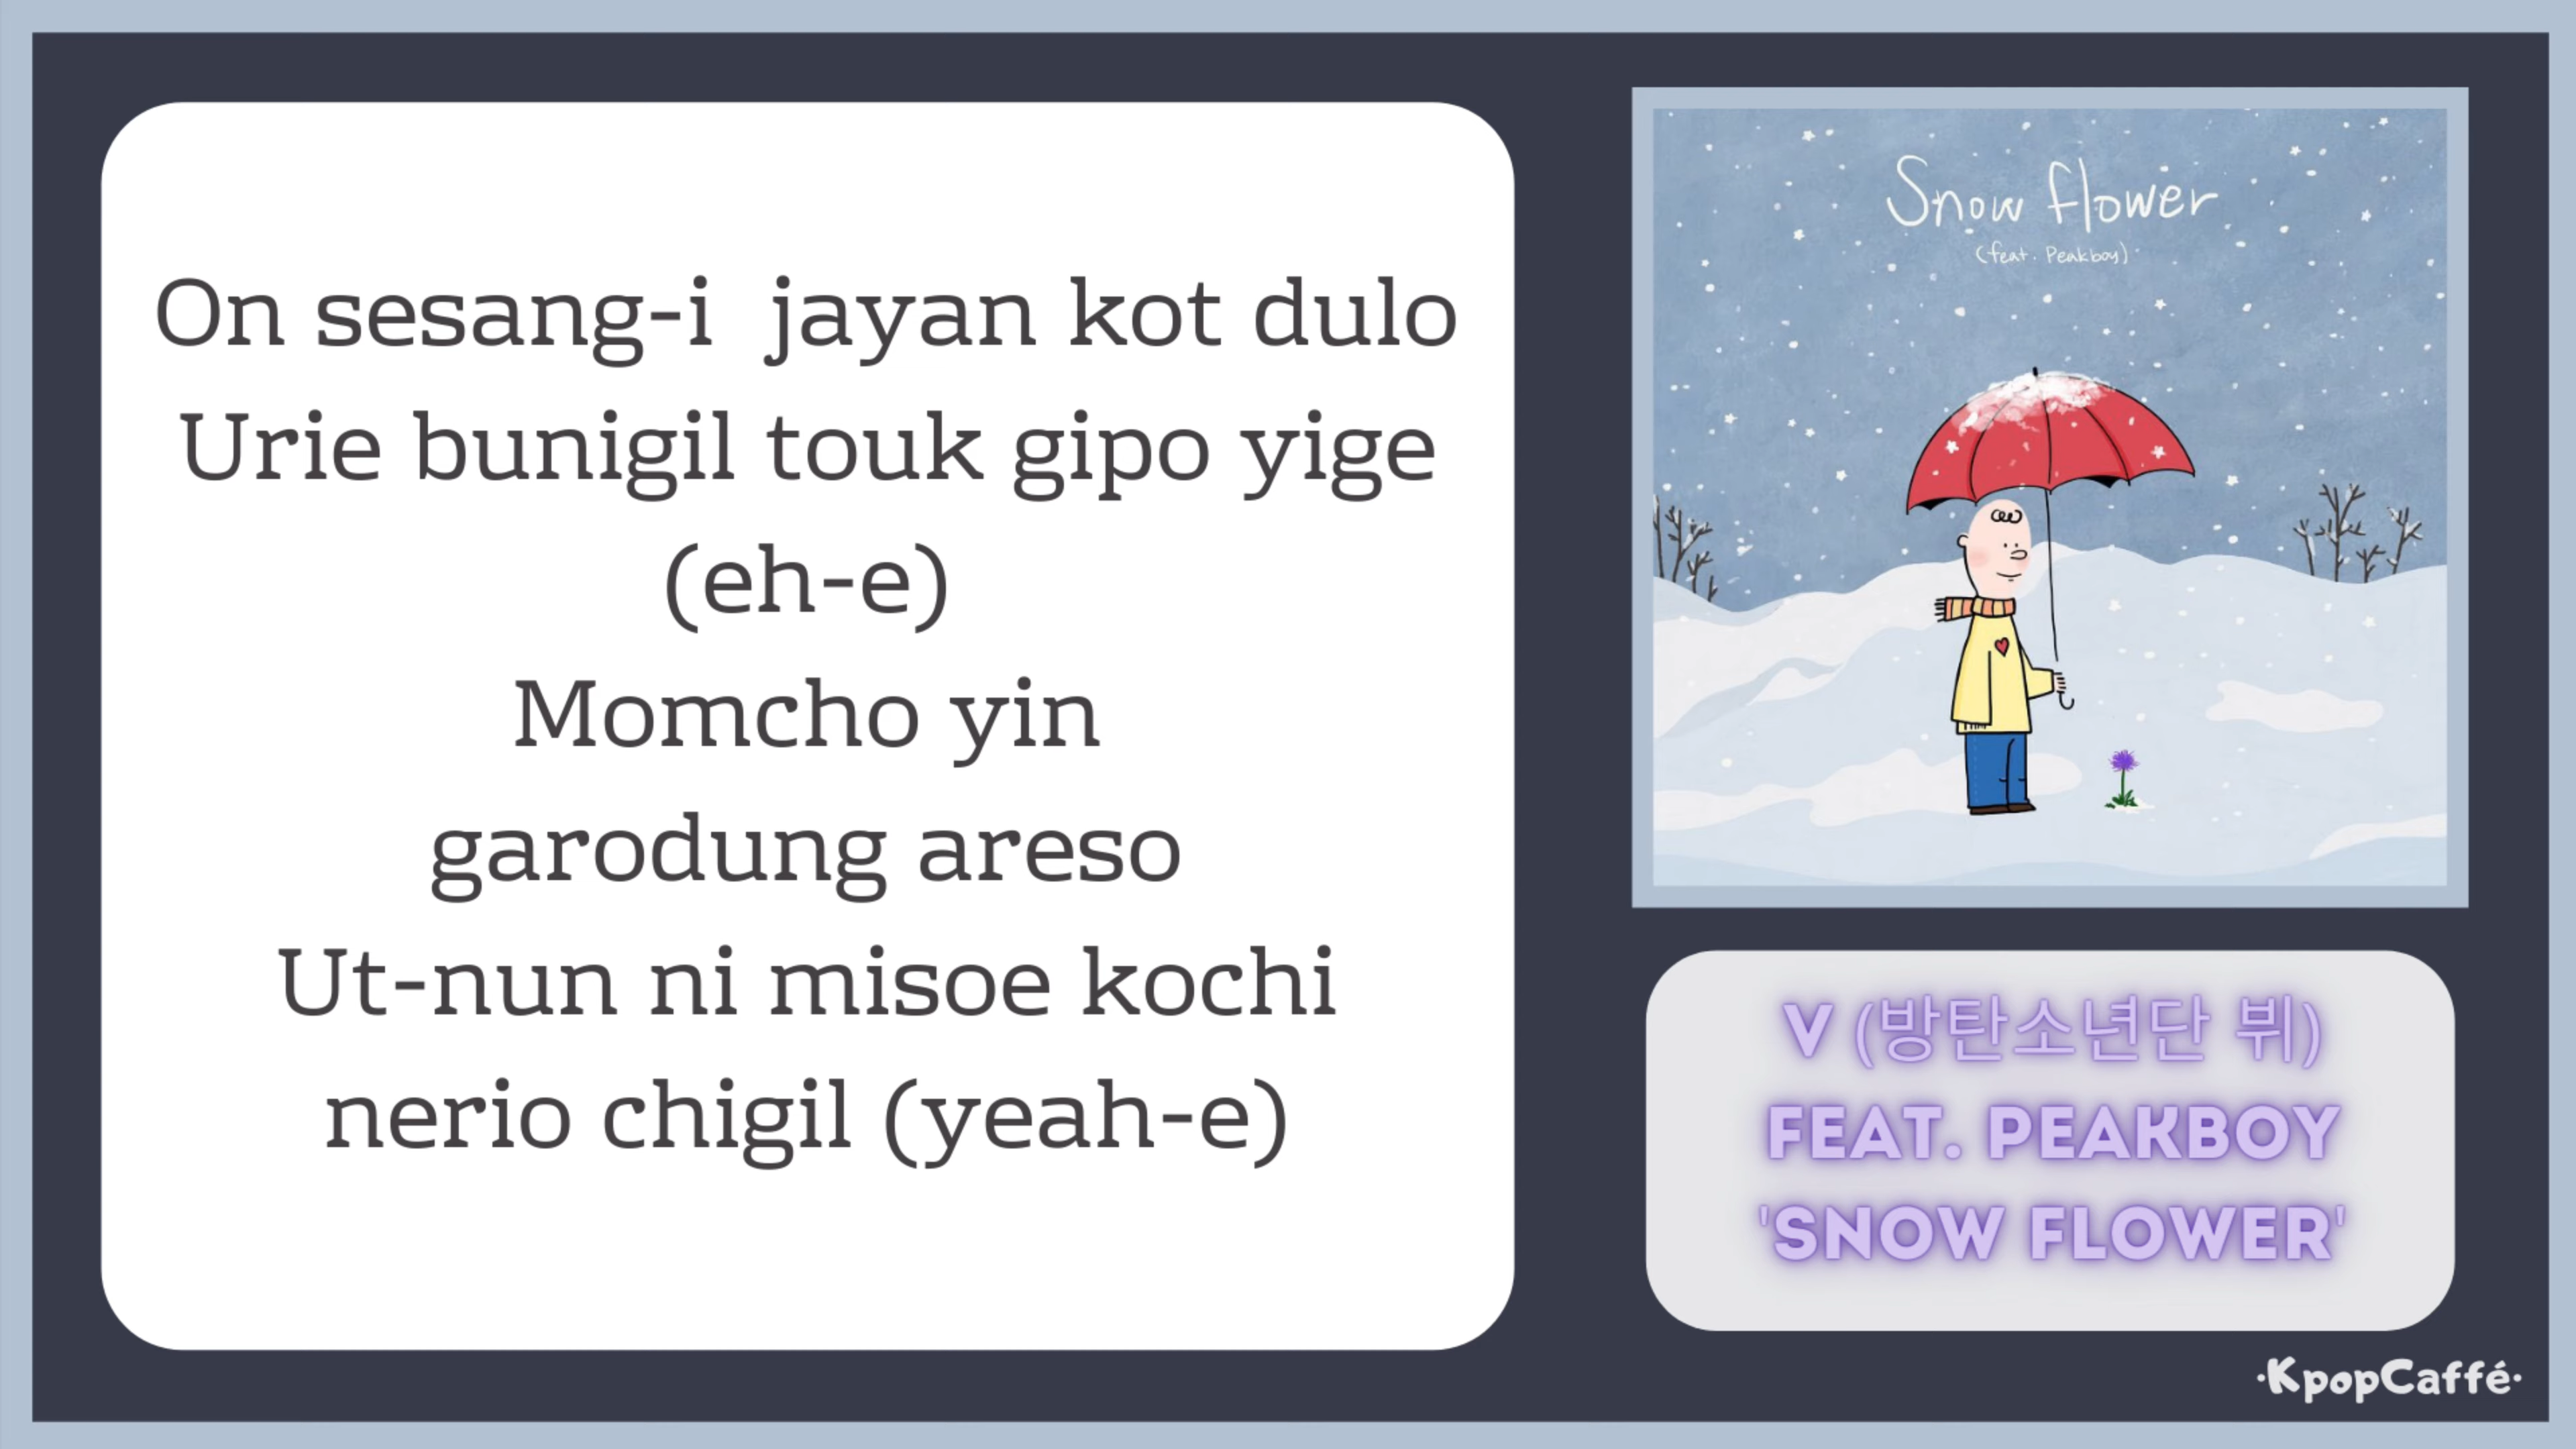 On sesang-i  jayan kot dulo
Urie bunigil touk gipo yige
(eh-e)
Momcho yin
garodung areso
Ut-nun ni misoe kochi
nerio chigil (yeah-e)
Snow flower
(feat. Peakboy)
V (방탄소년단 뷔)
FEAT. PEAKBOY
'SNOW FLOWER'
·KpopCaffé·